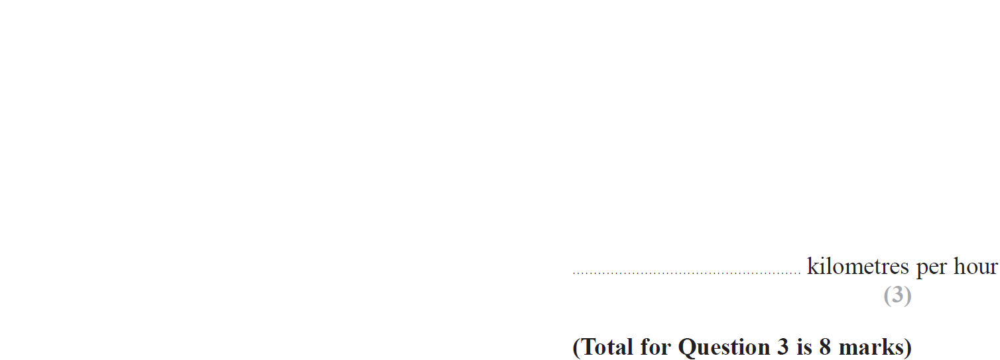 ...................................................... kilometres per hour
(3)
(Total for Question 3 is 8 marks)